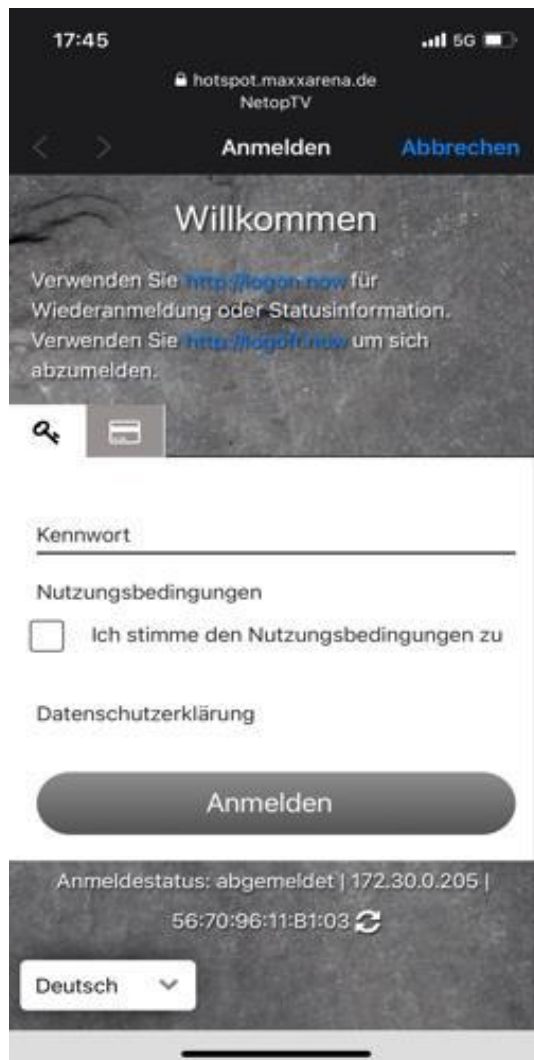 17:45
5G
hotspot.maxxarena.de
NetopTV
Anmelden
Abbrechen
Willkommen
Verwenden Sie http://logon.now für
Wiederanmeldung oder Statusinformation.
Verwenden Sie http://logoff.now um sich
abzumelden.
Kennwort
Nutzungsbedingungen
Ich stimme den Nutzungsbedingungen zu
Datenschutzerklärung
Anmelden
Anmeldestatus: abgemeldet | 172.30.0.205 |
56:70:96:11:B1:03
Deutsch